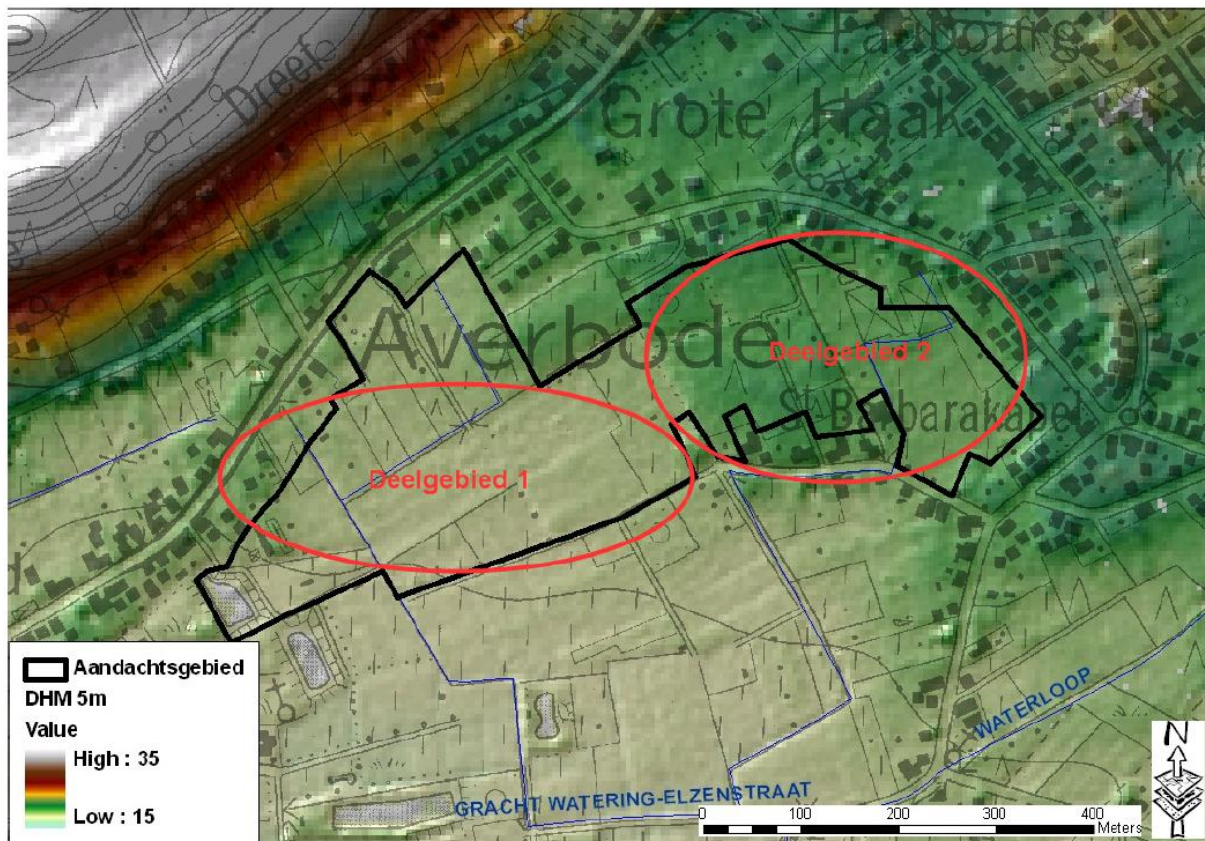 Faubourg
Dreef
Grote Haak
Averbode
Deelgebied 2
St Barbarakapel
Deelgebied 1
WATERLOOP
GRACHT WATERING-ELZENSTRAAT
Aandachtsgebied
DHM 5m
Value
High : 35
Low : 15
N
0 100 200 300 400
Meters